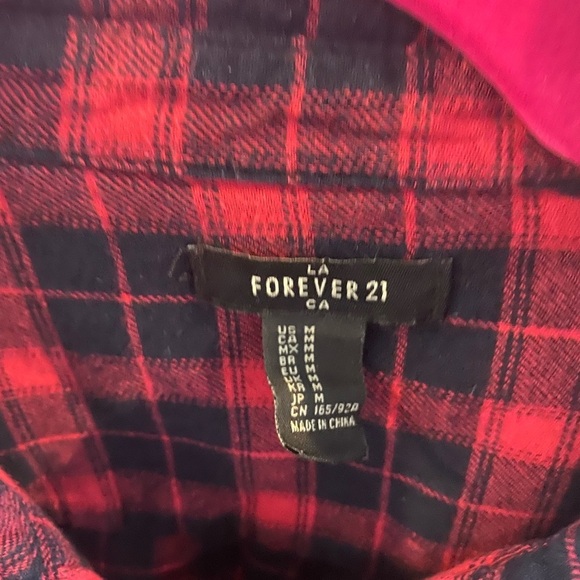 LA
FOREVER 21
CA
US M
CA M
MX M
BR M
EU M
UK M
KR M
JP M
CN 165/92A
MADE IN CHINA